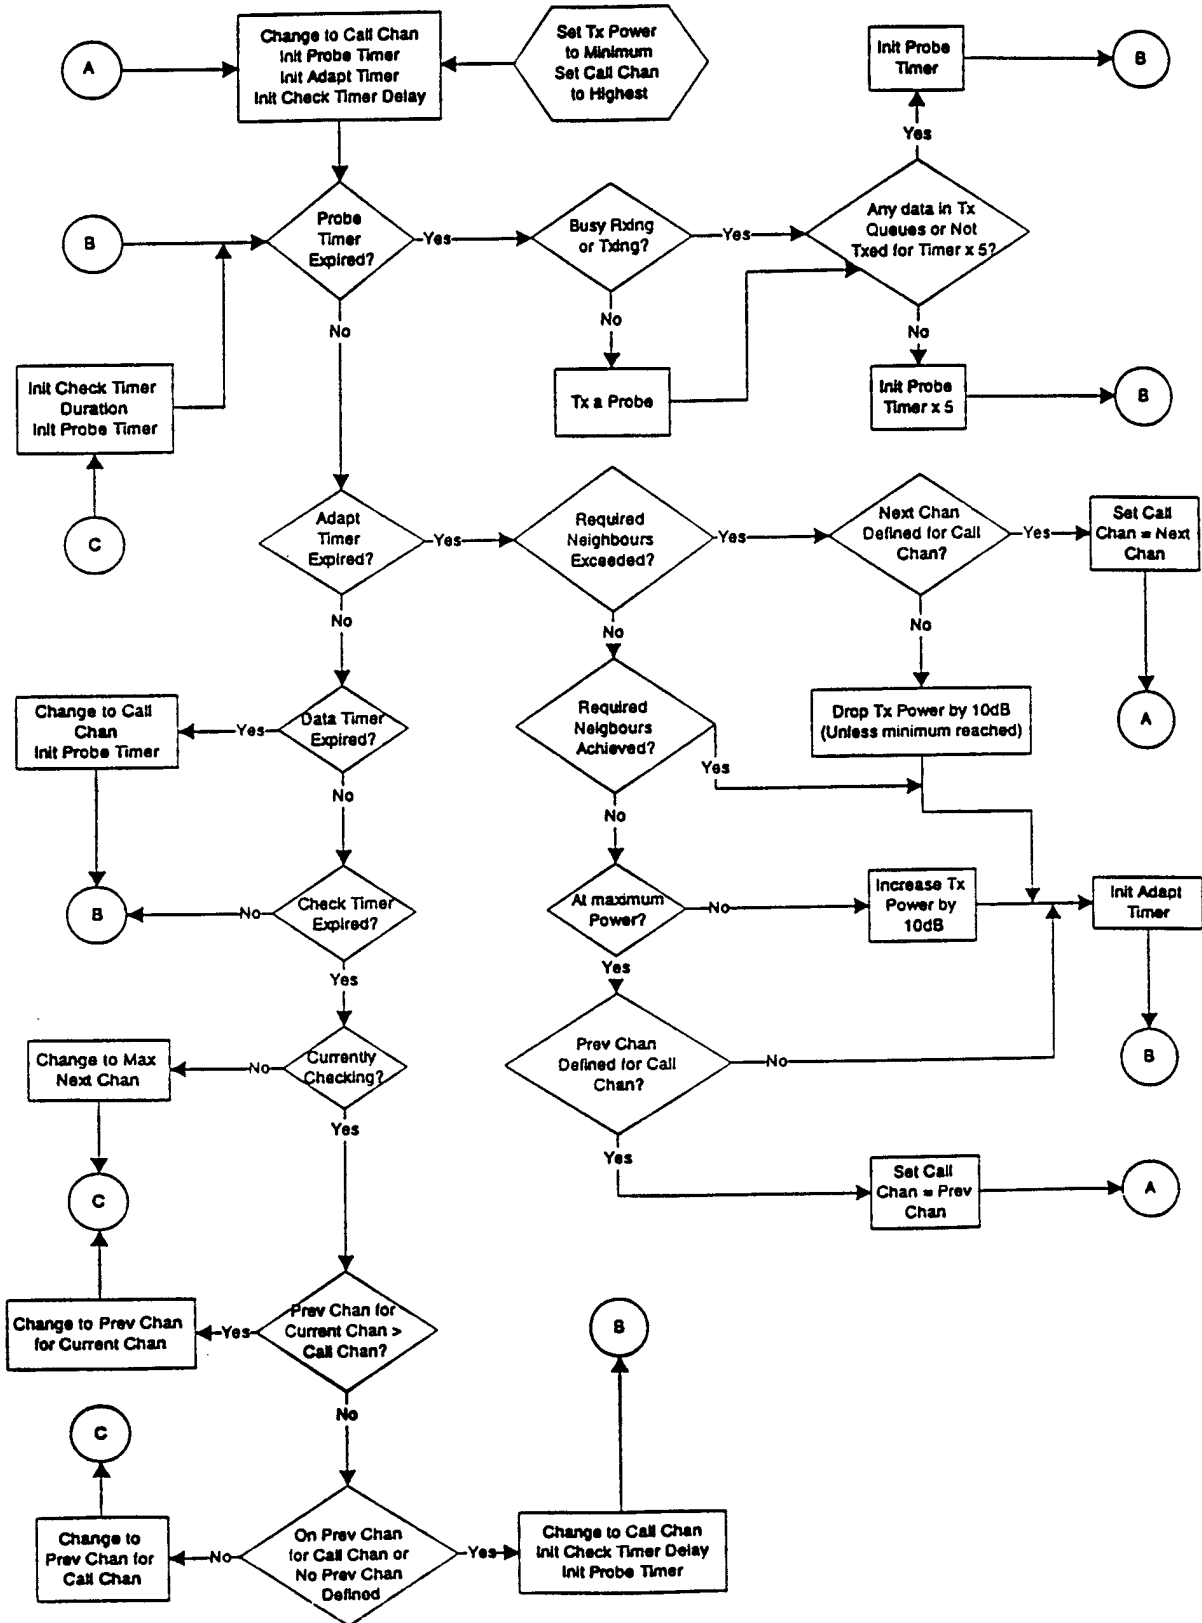 A
Change to Call Chan
Init Probe Timer
Init Adapt Timer
Init Check Timer Delay
Set Tx Power
to Minimum
Set Call Chan
to Highest
Init Probe
Timer
B
Yes
B
Probe
Timer
Expired?
Yes
Busy Rxing
or Txing?
Yes
Any data in Tx
Queues or Not
Txed for Timer x 5?
No
No
No
Init Check Timer
Duration
Init Probe Timer
Tx a Probe
Init Probe
Timer x 5
B
C
Adapt
Timer
Expired?
Yes
Required
Neighbours
Exceeded?
Yes
Next Chan
Defined for Call
Chan?
Yes
Set Call
Chan = Next
Chan
No
No
No
Change to Call
Chan
Init Probe Timer
Yes
Data Timer
Expired?
Required
Neighbours
Achieved?
Yes
Drop Tx Power by 10dB
(Unless minimum reached)
A
No
No
B
No
Check Timer
Expired?
At maximum
Power?
No
Increase Tx
Power by
10dB
Init Adapt
Timer
Yes
Yes
Change to Max
Next Chan
No
Currently
Checking?
Prev Chan
Defined for Call
Chan?
No
B
Yes
Yes
C
Set Call
Chan = Prev
Chan
A
Change to Prev Chan
for Current Chan
Yes
Prev Chan for
Current Chan >
Call Chan?
B
No
C
Change to
Prev Chan for
Call Chan
No
On Prev Chan
for Call Chan or
No Prev Chan
Defined
Yes
Change to Call Chan
Init Check Timer Delay
Init Probe Timer